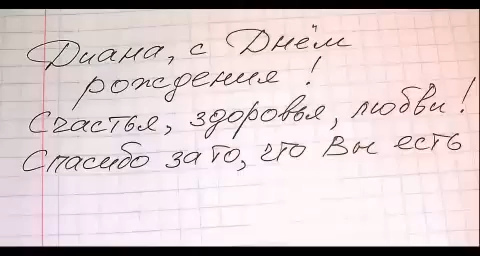 Диана, с Днём
рождения!
Счастья, здоровья, любви!
Спасибо за то, что Вы есть